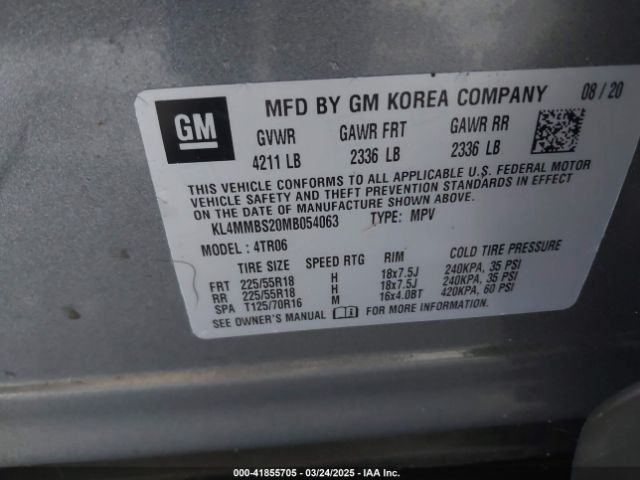 GM
MFD BY GM KOREA COMPANY 08 / 20
GVWR GAWR FRT GAWR RR
4211 LB 2336 LB 2336 LB
THIS VEHICLE CONFORMS TO ALL APPLICABLE U.S. FEDERAL MOTOR
VEHICLE SAFETY AND THEFT PREVENTION STANDARDS IN EFFECT
ON THE DATE OF MANUFACTURE SHOWN ABOVE.
KL4MMBS20MB054063 TYPE: MPV
MODEL : 4TR06
TIRE SIZE SPEED RTG RIM COLD TIRE PRESSURE
FRT 225/55R18 H 18x7.5J 240KPA, 35 PSI
RR 225/55R18 H 18x7.5J 240KPA, 35 PSI
SPA T125/70R16 M 16x4.0BT 420KPA, 60 PSI
SEE OWNER'S MANUAL FOR MORE INFORMATION
000-41855705 - 03/24/2025 - IAA Inc.